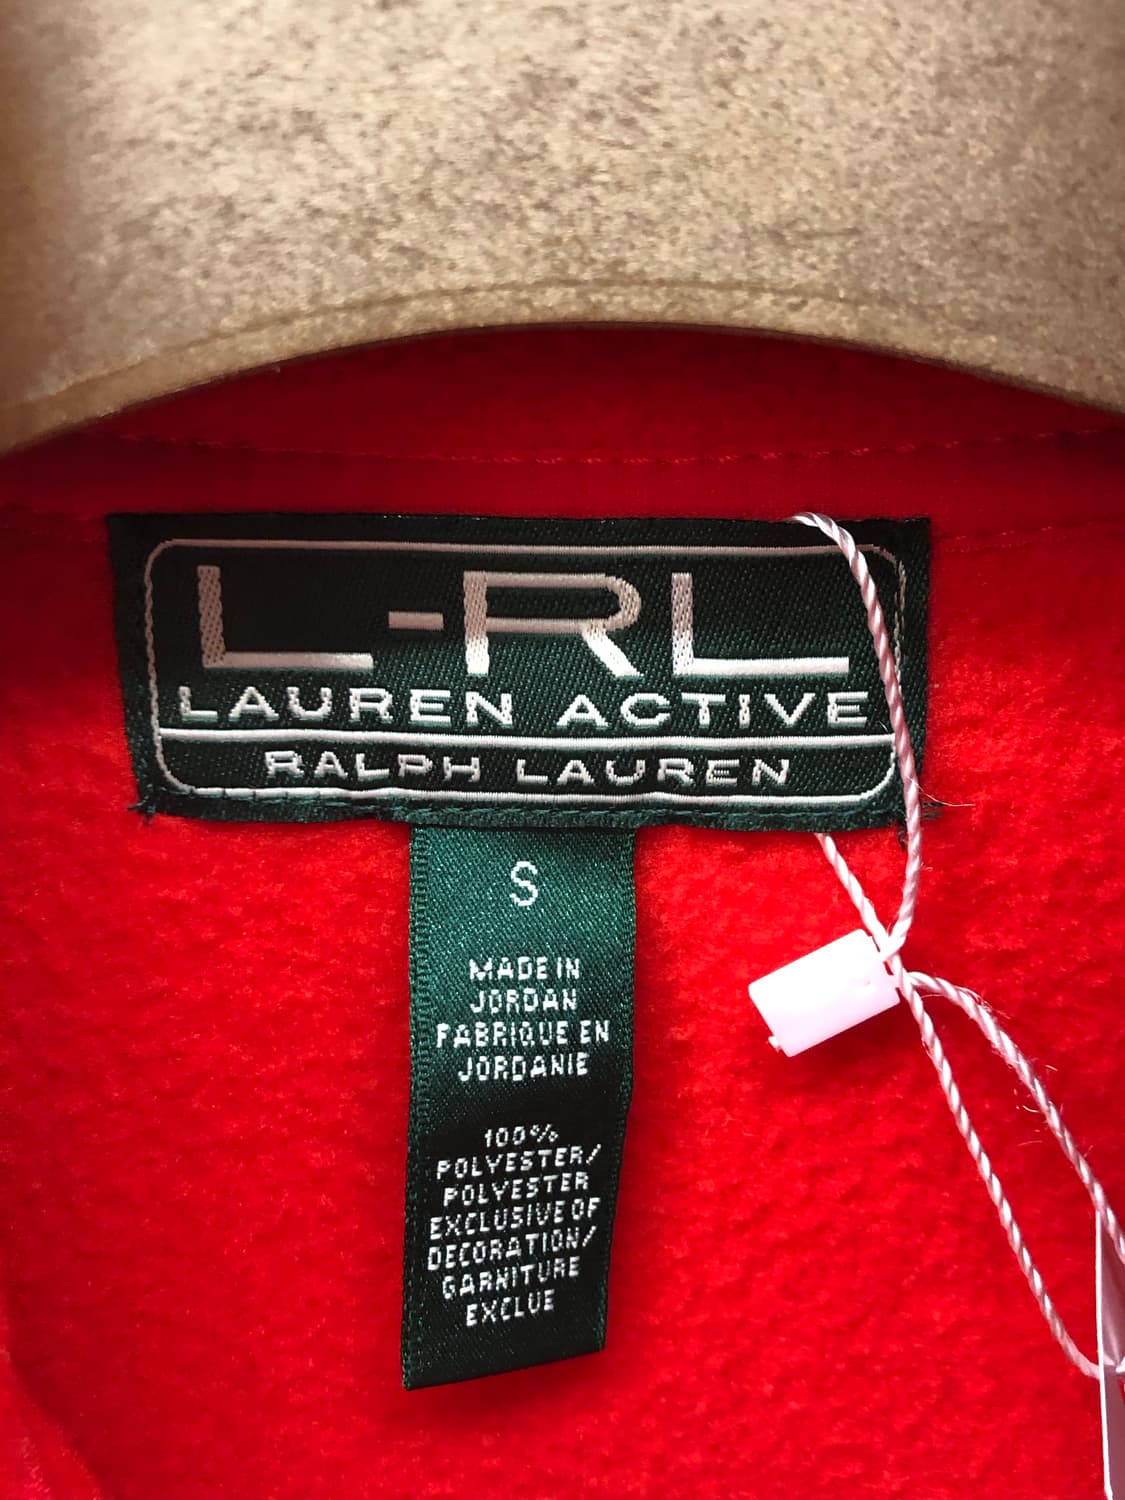 L-RL
LAUREN ACTIVE
RALPH LAUREN
S
MADE IN
JORDAN
FABRIQUE EN
JORDANIE
100%
POLYESTER/
POLYESTER
EXCLUSIVE OF
DECORATION/
GARNITURE
EXCLUE